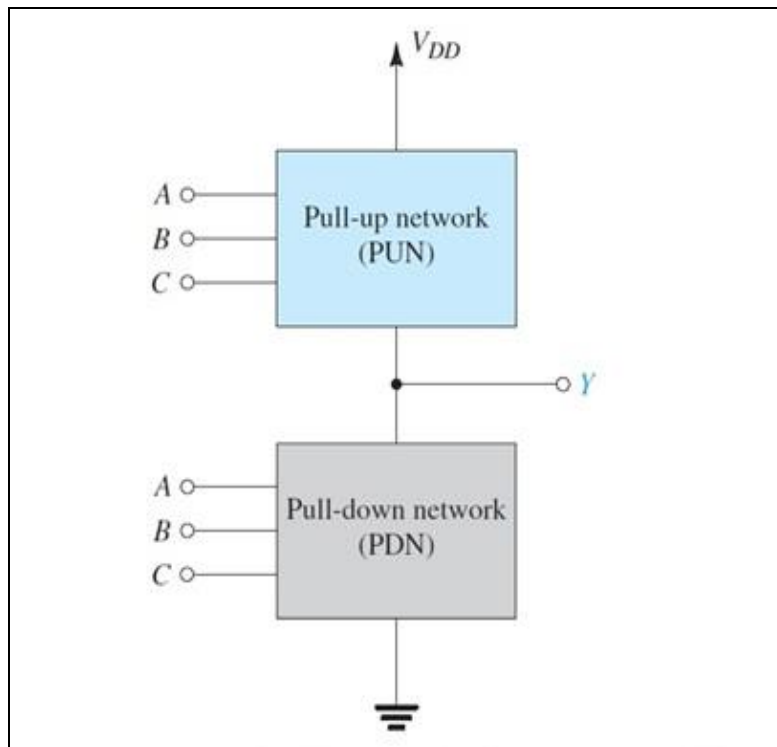 V_DD
A
B
C
Pull-up network
(PUN)
Y
A
B
C
Pull-down network
(PDN)